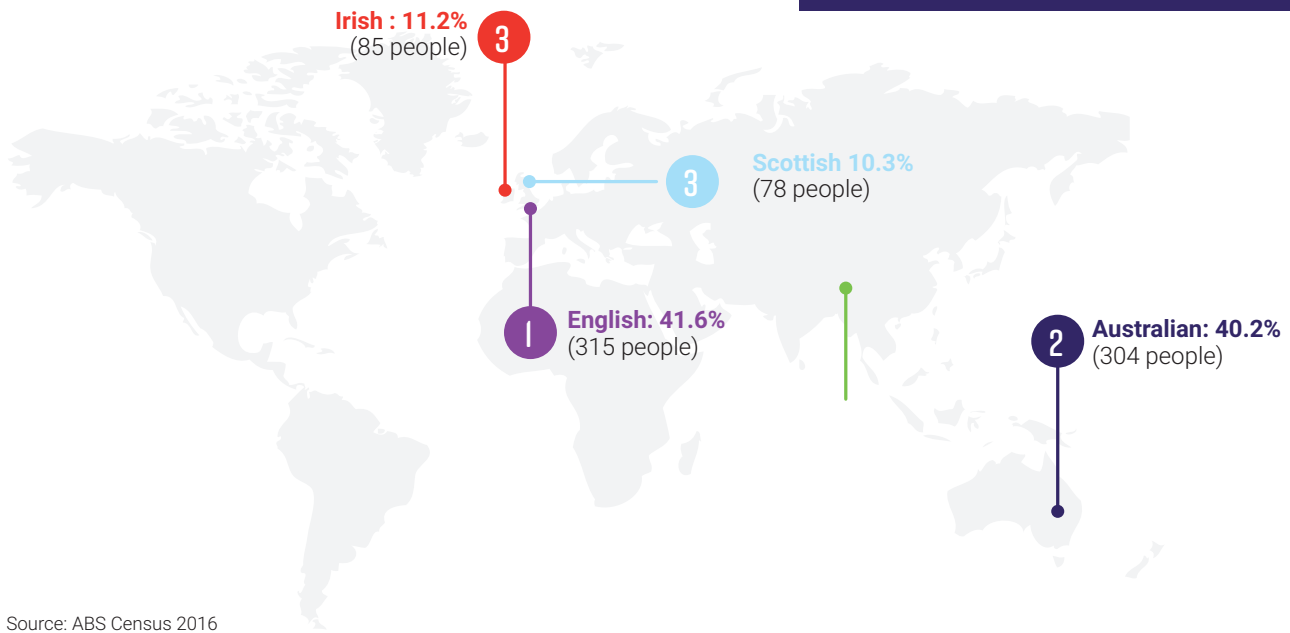 Irish : 11.2%
(85 people)
3
Scottish 10.3%
(78 people)
3
English: 41.6%
(315 people)
1
Australian: 40.2%
(304 people)
2
Source: ABS Census 2016